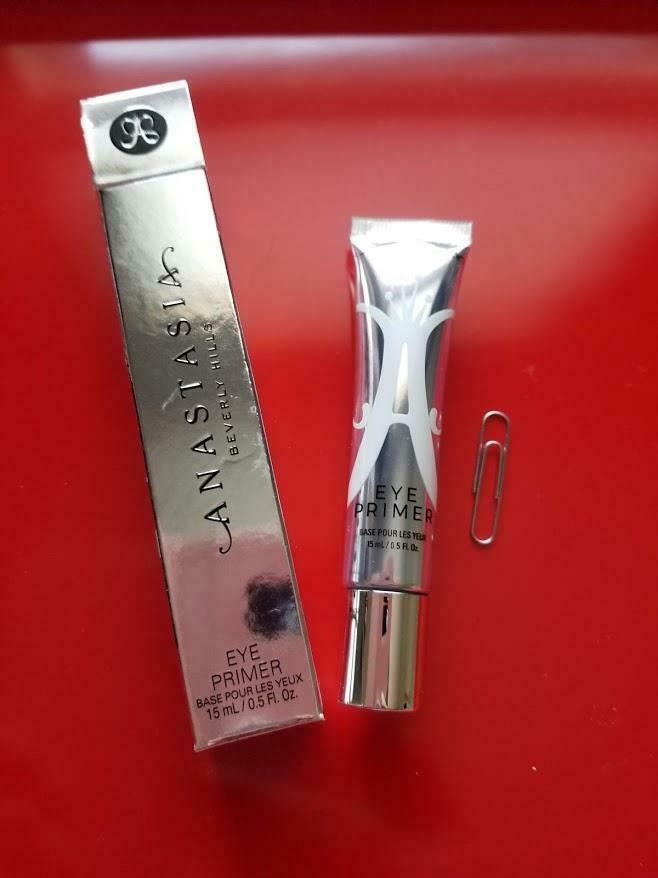 ANASTASIA
BEVERLY HILLS
EYE
PRIMER
BASE POUR LES YEUX
15 mL / 0.5 Fl. Oz.
A
EYE
PRIMER
BASE POUR LES YEUX
15 mL / 0.5 FL. Oz.